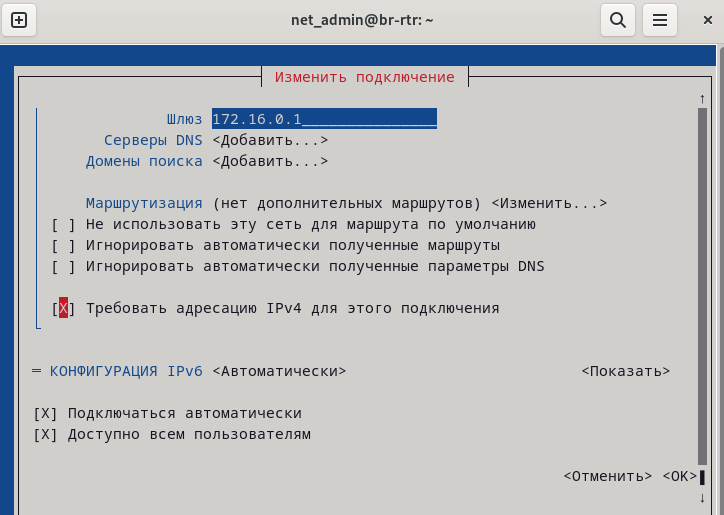 net_admin@br-rtr: ~
Изменить подключение
Шлюз 172.16.0.1_______________
Серверы DNS <Добавить...>
Домены поиска <Добавить...>
Маршрутизация (нет дополнительных маршрутов) <Изменить...>
[ ] Не использовать эту сеть для маршрута по умолчанию
[ ] Игнорировать автоматически полученные маршруты
[ ] Игнорировать автоматически полученные параметры DNS
[X] Требовать адресацию IPv4 для этого подключения
= КОНФИГУРАЦИЯ IPv6 <Автоматически> <Показать>
[X] Подключаться автоматически
[X] Доступно всем пользователям
<Отменить> <OK>